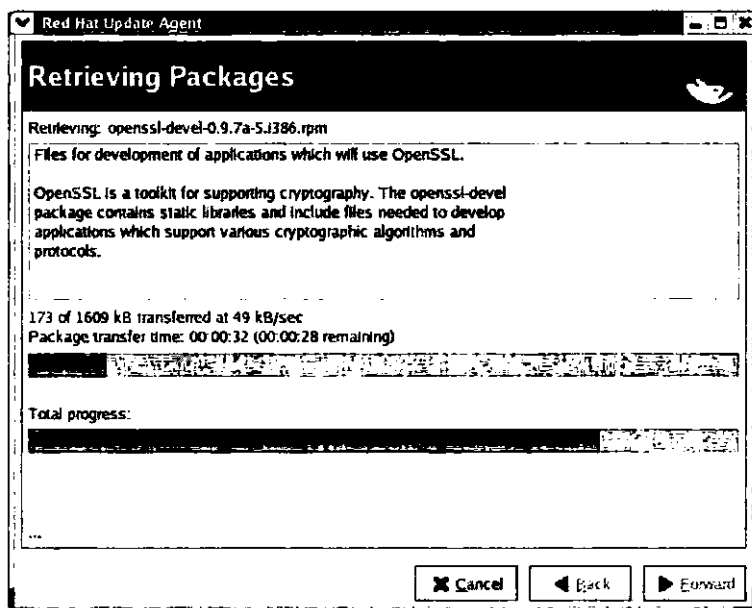 Red Hat Update Agent
Retrieving Packages
Retrieving: openssl-devel-0.9.7a-5.i386.rpm
Files for development of applications which will use OpenSSL.
OpenSSL is a toolkit for supporting cryptography. The openssl-devel
package contains static libraries and include files needed to develop
applications which support various cryptographic algorithms and
protocols.
173 of 1609 kB transferred at 49 kB/sec
Package transfer time: 00:00:32 (00:00:28 remaining)
Total progress:
...
Cancel
Back
Forward